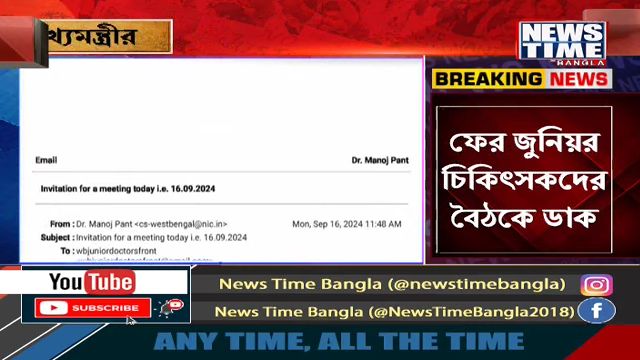 খ্যমন্ত্রীর
NEWS
TIME
BANGLA
BREAKING NEWS
ফের জুনিয়র
চিকিৎসকদের
বৈঠকে ডাক
Email Dr. Manoj Pant
Invitation for a meeting today i.e. 16.09.2024
From : Dr. Manoj Pant <cs-westbengal@nic.in> Mon, Sep 16, 2024 11:48 AM
Subject : Invitation for a meeting today i.e. 16.09.2024
To : wbjuniordoctorsfront
YouTube
SUBSCRIBE
News Time Bangla (@newstimebangla)
News Time Bangla (@NewsTimeBangla2018)
ANY TIME, ALL THE TIME